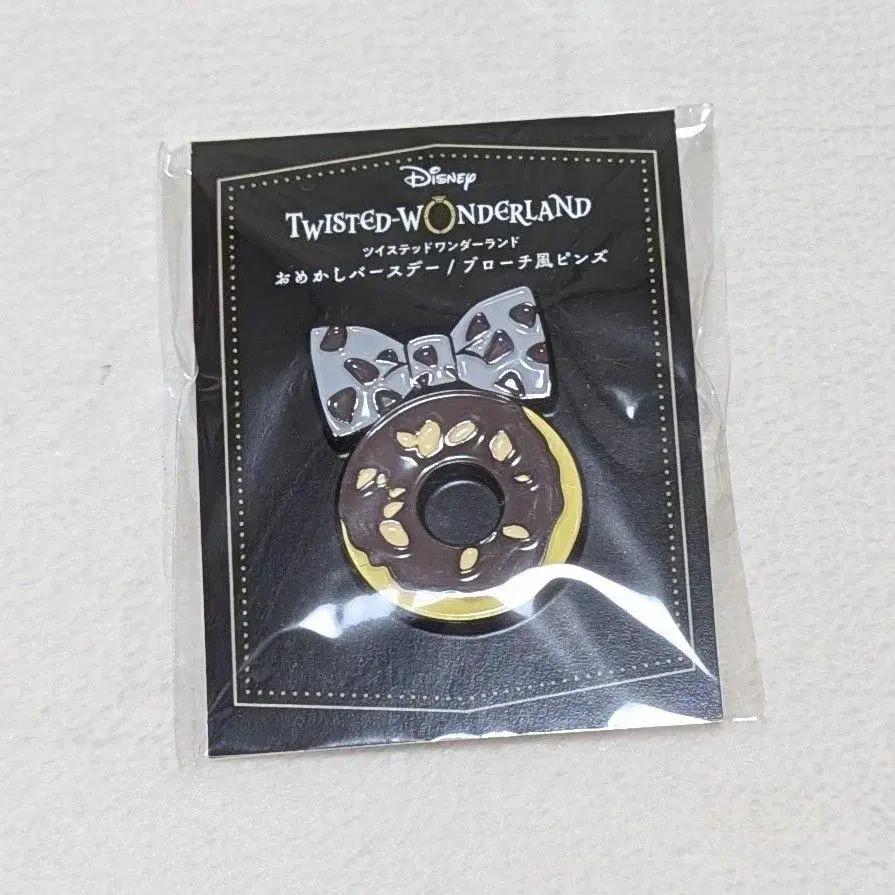 Disney
TWISTED-WONDERLAND
ツイステッドワンダーランド
おめかしバースデー / ブローチ風ピンズ